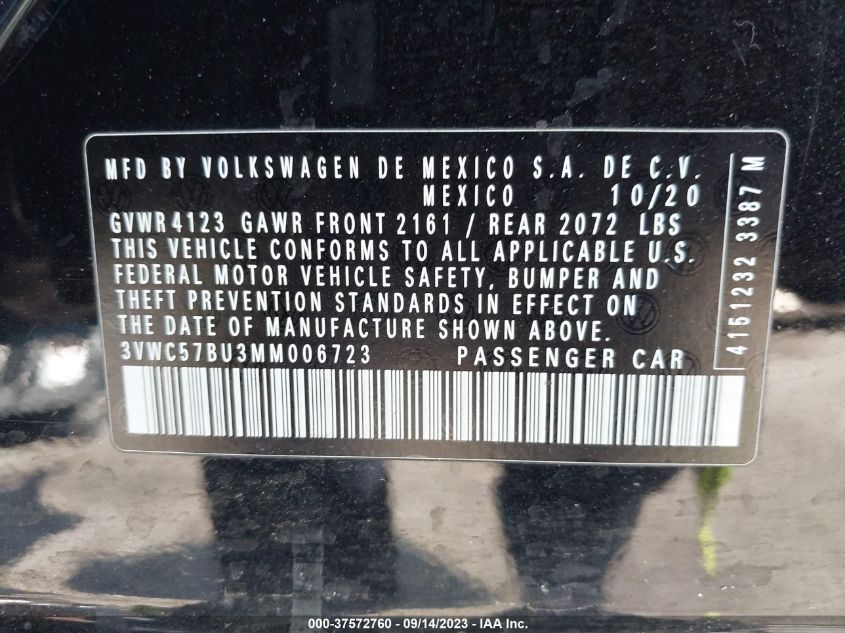 MFD BY VOLKSWAGEN DE MEXICO S.A. DE C.V.
MEXICO 10/20
GVWR 4123 GAWR FRONT 2161 / REAR 2072 LBS
THIS VEHICLE CONFORMS TO ALL APPLICABLE U.S.
FEDERAL MOTOR VEHICLE SAFETY, BUMPER AND
THEFT PREVENTION STANDARDS IN EFFECT ON
THE DATE OF MANUFACTURE SHOWN ABOVE.
3VWC57BU3MM006723 PASSENGER CAR
4151232 3387 M
000-37572760 - 09/14/2023 - IAA Inc.